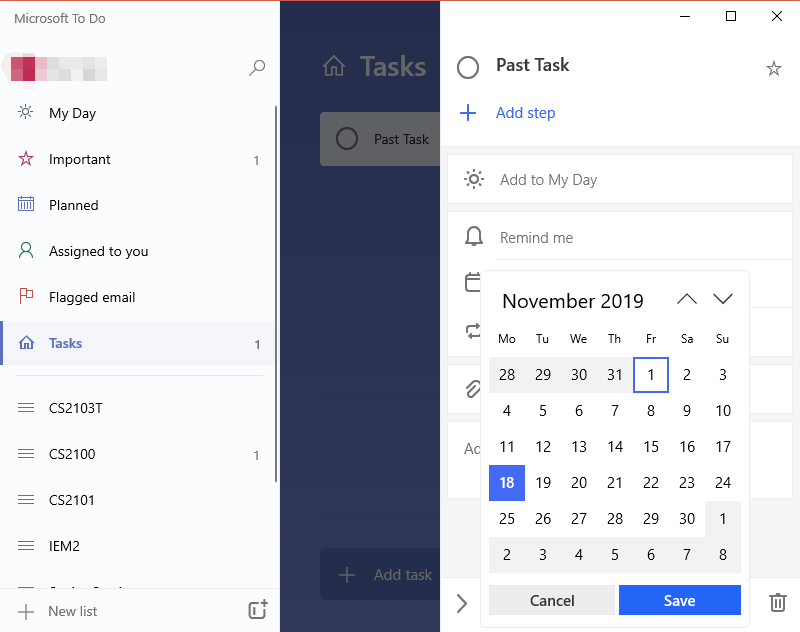 Microsoft To Do
My Day
Important 1
Planned
Assigned to you
Flagged email
Tasks 1
CS2103T
CS2100 1
CS2101
IEM2
New list
Tasks
Past Task
Add task
Past Task
Add step
Add to My Day
Remind me
November 2019
Mo Tu We Th Fr Sa Su
28 29 30 31 1 2 3
4 5 6 7 8 9 10
11 12 13 14 15 16 17
18 19 20 21 22 23 24
25 26 27 28 29 30 1
2 3 4 5 6 7 8
Cancel Save